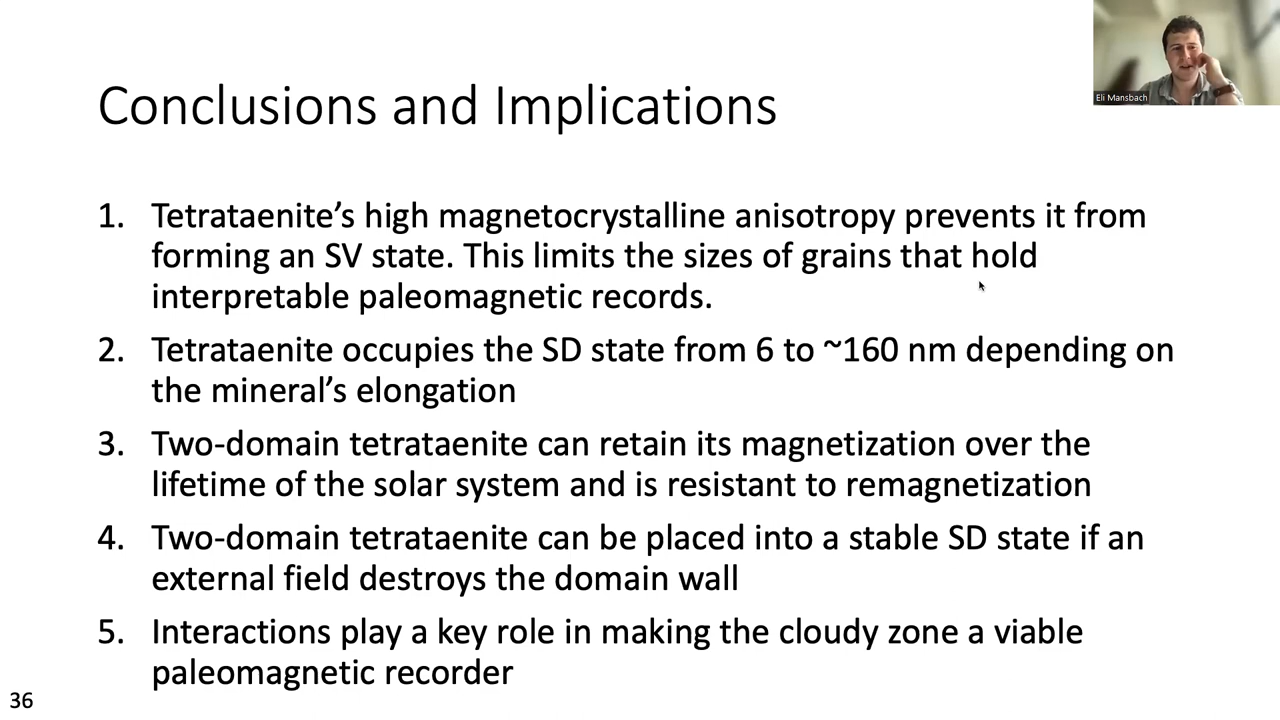 Eli Mansbach
Conclusions and Implications
1. Tetrataenite’s high magnetocrystalline anisotropy prevents it from
forming an SV state. This limits the sizes of grains that hold
interpretable paleomagnetic records.
2. Tetrataenite occupies the SD state from 6 to ~160 nm depending on
the mineral’s elongation
3. Two-domain tetrataenite can retain its magnetization over the
lifetime of the solar system and is resistant to remagnetization
4. Two-domain tetrataenite can be placed into a stable SD state if an
external field destroys the domain wall
5. Interactions play a key role in making the cloudy zone a viable
paleomagnetic recorder
36